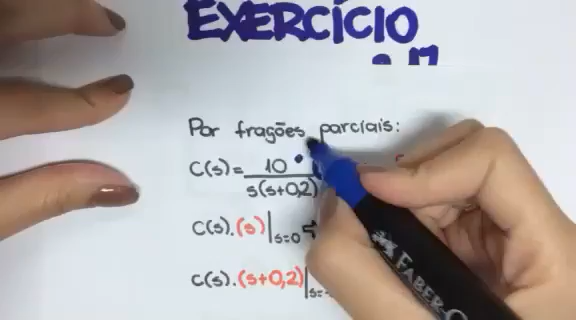 EXERCÍCIO
Por frações parciais:
C(s)= 10
s(s+0,2)
C(s).(s)|s=0
C(s).(s+0,2)|s=-
FABER